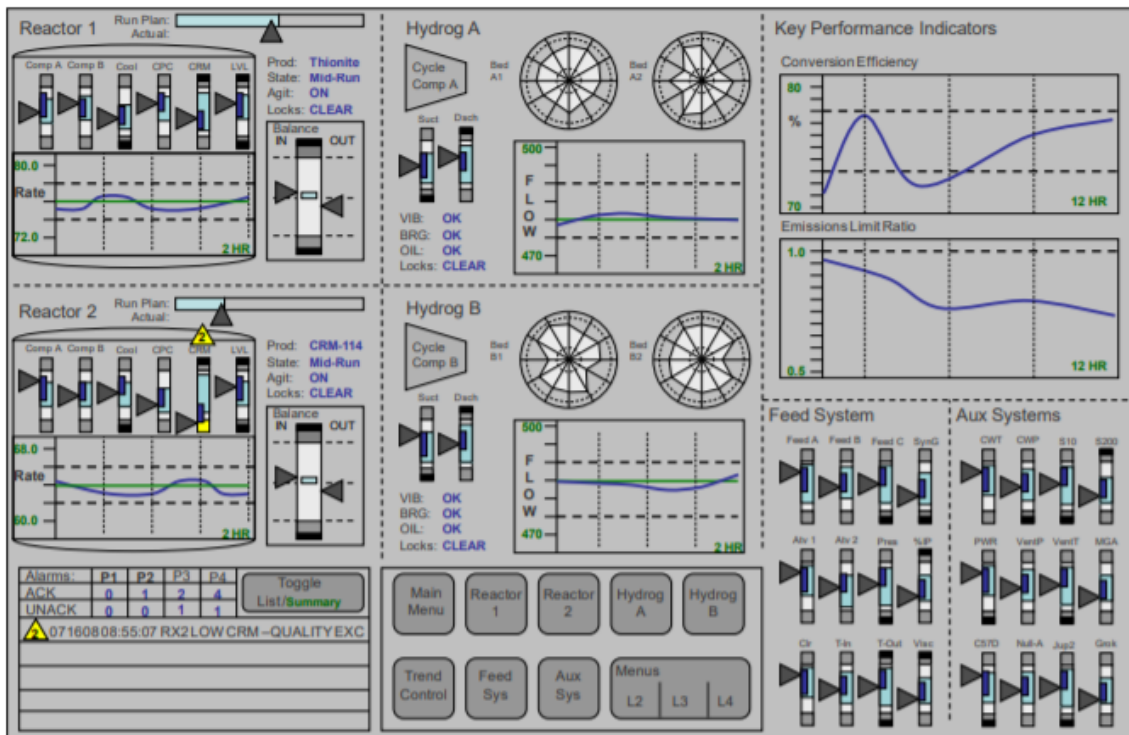 Reactor 1
Run Plan:
Actual:
Comp A Comp B Cool CPC CRM LVL
Prod: Thionite
State: Mid-Run
Agit: ON
Locks: CLEAR
Balance
IN OUT
80.0
Rate
72.0
2 HR
Hydrog A
Cycle
Comp A
Bed
A1
Bed
A2
Suct Dsch
VIB: OK
BRG: OK
OIL: OK
Locks: CLEAR
500
FLOW
470
2 HR
Key Performance Indicators
Conversion Efficiency
80
%
70
12 HR
Emissions Limit Ratio
1.0
0.5
12 HR
Reactor 2
Run Plan:
Actual:
2
Comp A Comp B Cool CPC CRM LVL
Prod: CRM-114
State: Mid-Run
Agit: ON
Locks: CLEAR
Balance
IN OUT
68.0
Rate
60.0
2 HR
Hydrog B
Cycle
Comp B
Bed
B1
Bed
B2
Suct Dsch
VIB: OK
BRG: OK
OIL: OK
Locks: CLEAR
500
FLOW
470
2 HR
Feed System
Feed A Feed B Feed C SynG
Atv 1 Atv 2 Pres %IP
Clr T-In T-Out Visc
Aux Systems
CWT CWP S10 S200
PWR VentP VentT MGA
C57D Null-A Jup2 Grok
Alarms: P1 P2 P3 P4
ACK 0 1 2 4
UNACK 0 0 1 1
Toggle
List/Summary
2 071608 08:55:07 RX2 LOW CRM – QUALITY EXC
Main
Menu
Reactor
1
Reactor
2
Hydrog
A
Hydrog
B
Trend
Control
Feed
Sys
Aux
Sys
Menus
L2 L3 L4